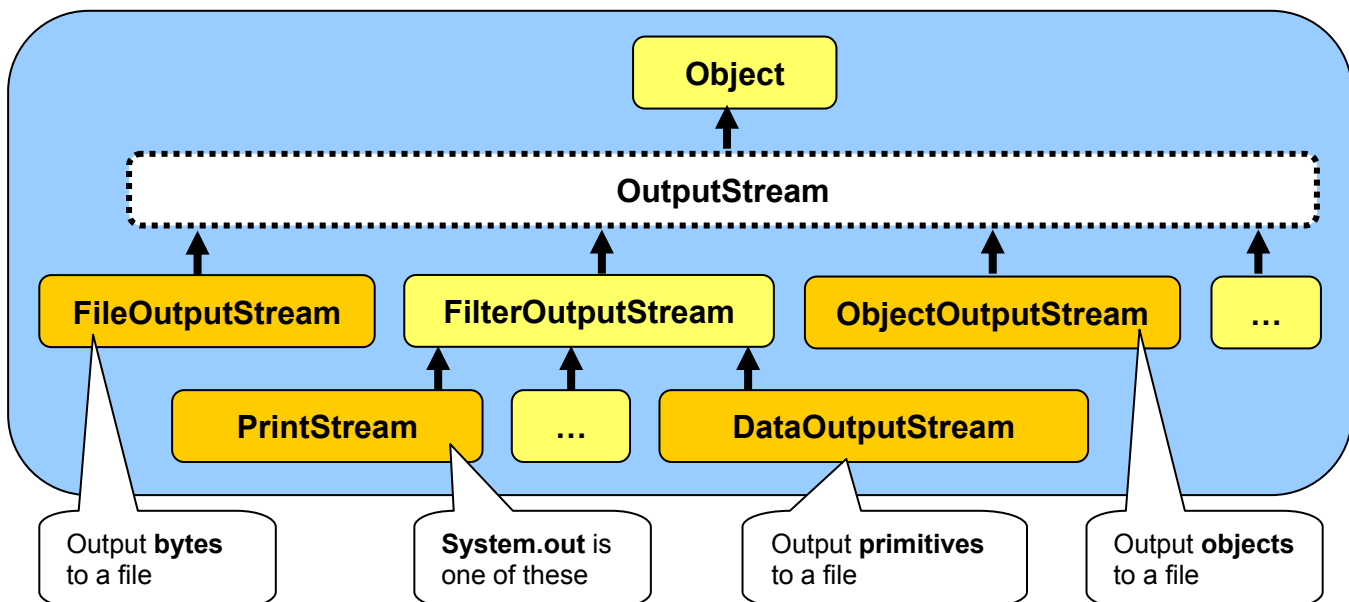 Object
OutputStream
FileOutputStream
FilterOutputStream
ObjectOutputStream
...
PrintStream
...
DataOutputStream
Output bytes
to a file
System.out is
one of these
Output primitives
to a file
Output objects
to a file